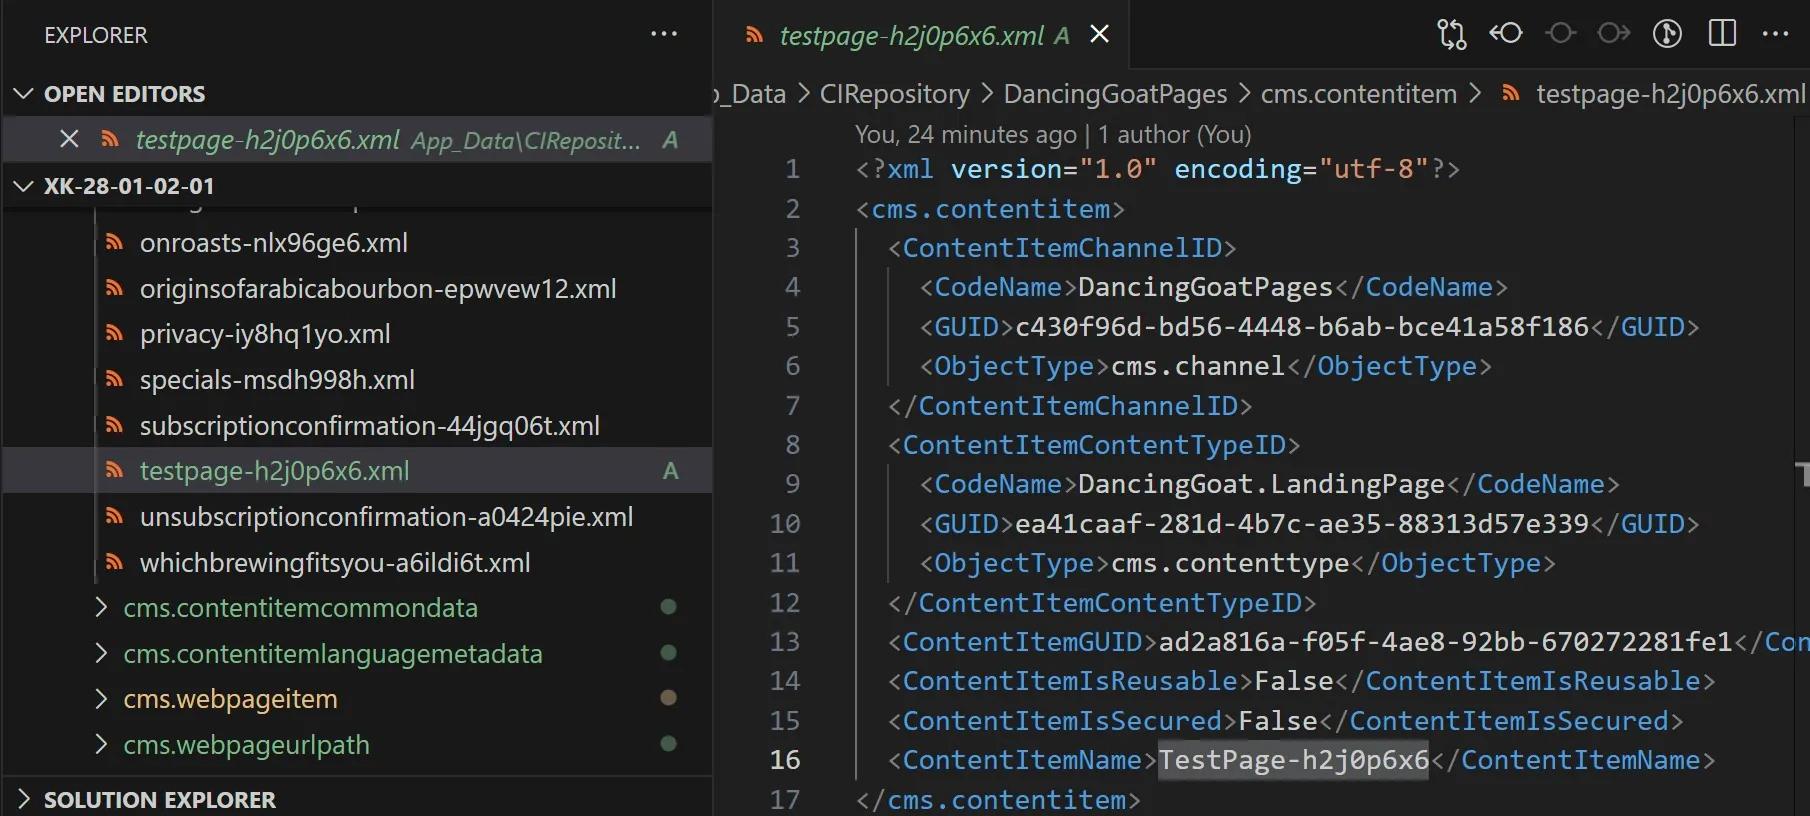 EXPLORER
OPEN EDITORS
testpage-h2j0p6x6.xml App_Data\CIReposit... A
XK-28-01-02-01
onroasts-nlx96ge6.xml
originsofarabicabourbon-epwvew12.xml
privacy-iy8hq1yo.xml
specials-msdh998h.xml
subscriptionconfirmation-44jgq06t.xml
testpage-h2j0p6x6.xml A
unsubscriptionconfirmation-a0424pie.xml
whichbrewingfitsyou-a6ildi6t.xml
cms.contentitemcommondata
cms.contentitemlanguagemetadata
cms.webpageitem
cms.webpageurlpath
SOLUTION EXPLORER
testpage-h2j0p6x6.xml A
p_Data > CIRepository > DancingGoatPages > cms.contentitem > testpage-h2j0p6x6.xml
You, 24 minutes ago | 1 author (You)
1 <?xml version="1.0" encoding="utf-8"?>
2 <cms.contentitem>
3 <ContentItemChannelID>
4 <CodeName>DancingGoatPages</CodeName>
5 <GUID>c430f96d-bd56-4448-b6ab-bce41a58f186</GUID>
6 <ObjectType>cms.channel</ObjectType>
7 </ContentItemChannelID>
8 <ContentItemContentTypeID>
9 <CodeName>DancingGoat.LandingPage</CodeName>
10 <GUID>ea41caaf-281d-4b7c-ae35-88313d57e339</GUID>
11 <ObjectType>cms.contenttype</ObjectType>
12 </ContentItemContentTypeID>
13 <ContentItemGUID>ad2a816a-f05f-4ae8-92bb-670272281fe1</Con
14 <ContentItemIsReusable>False</ContentItemIsReusable>
15 <ContentItemIsSecured>False</ContentItemIsSecured>
16 <ContentItemName>TestPage-h2j0p6x6</ContentItemName>
17 </cms.contentitem>